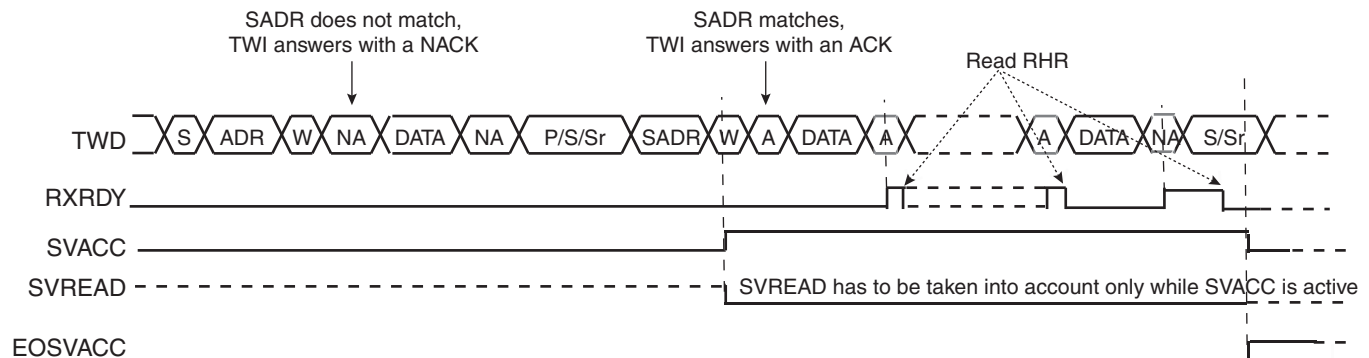 SADR does not match,
TWI answers with a NACK
SADR matches,
TWI answers with an ACK
Read RHR
TWD S ADR W NA DATA NA P/S/Sr SADR W A DATA A A DATA NA S/Sr
RXRDY
SVACC
SVREAD SVREAD has to be taken into account only while SVACC is active
EOSVACC